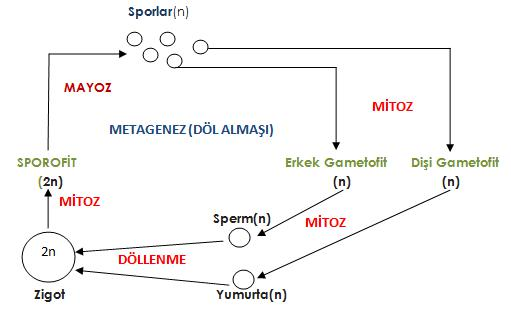 Sporlar(n)
MAYOZ
MİTOZ
METAGENEZ (DÖL ALMAŞI)
SPOROFİT
(2n)
Erkek Gametofit
(n)
Dişi Gametofit
(n)
MİTOZ
Sperm(n)
MİTOZ
2n
DÖLLENME
Zigot
Yumurta(n)